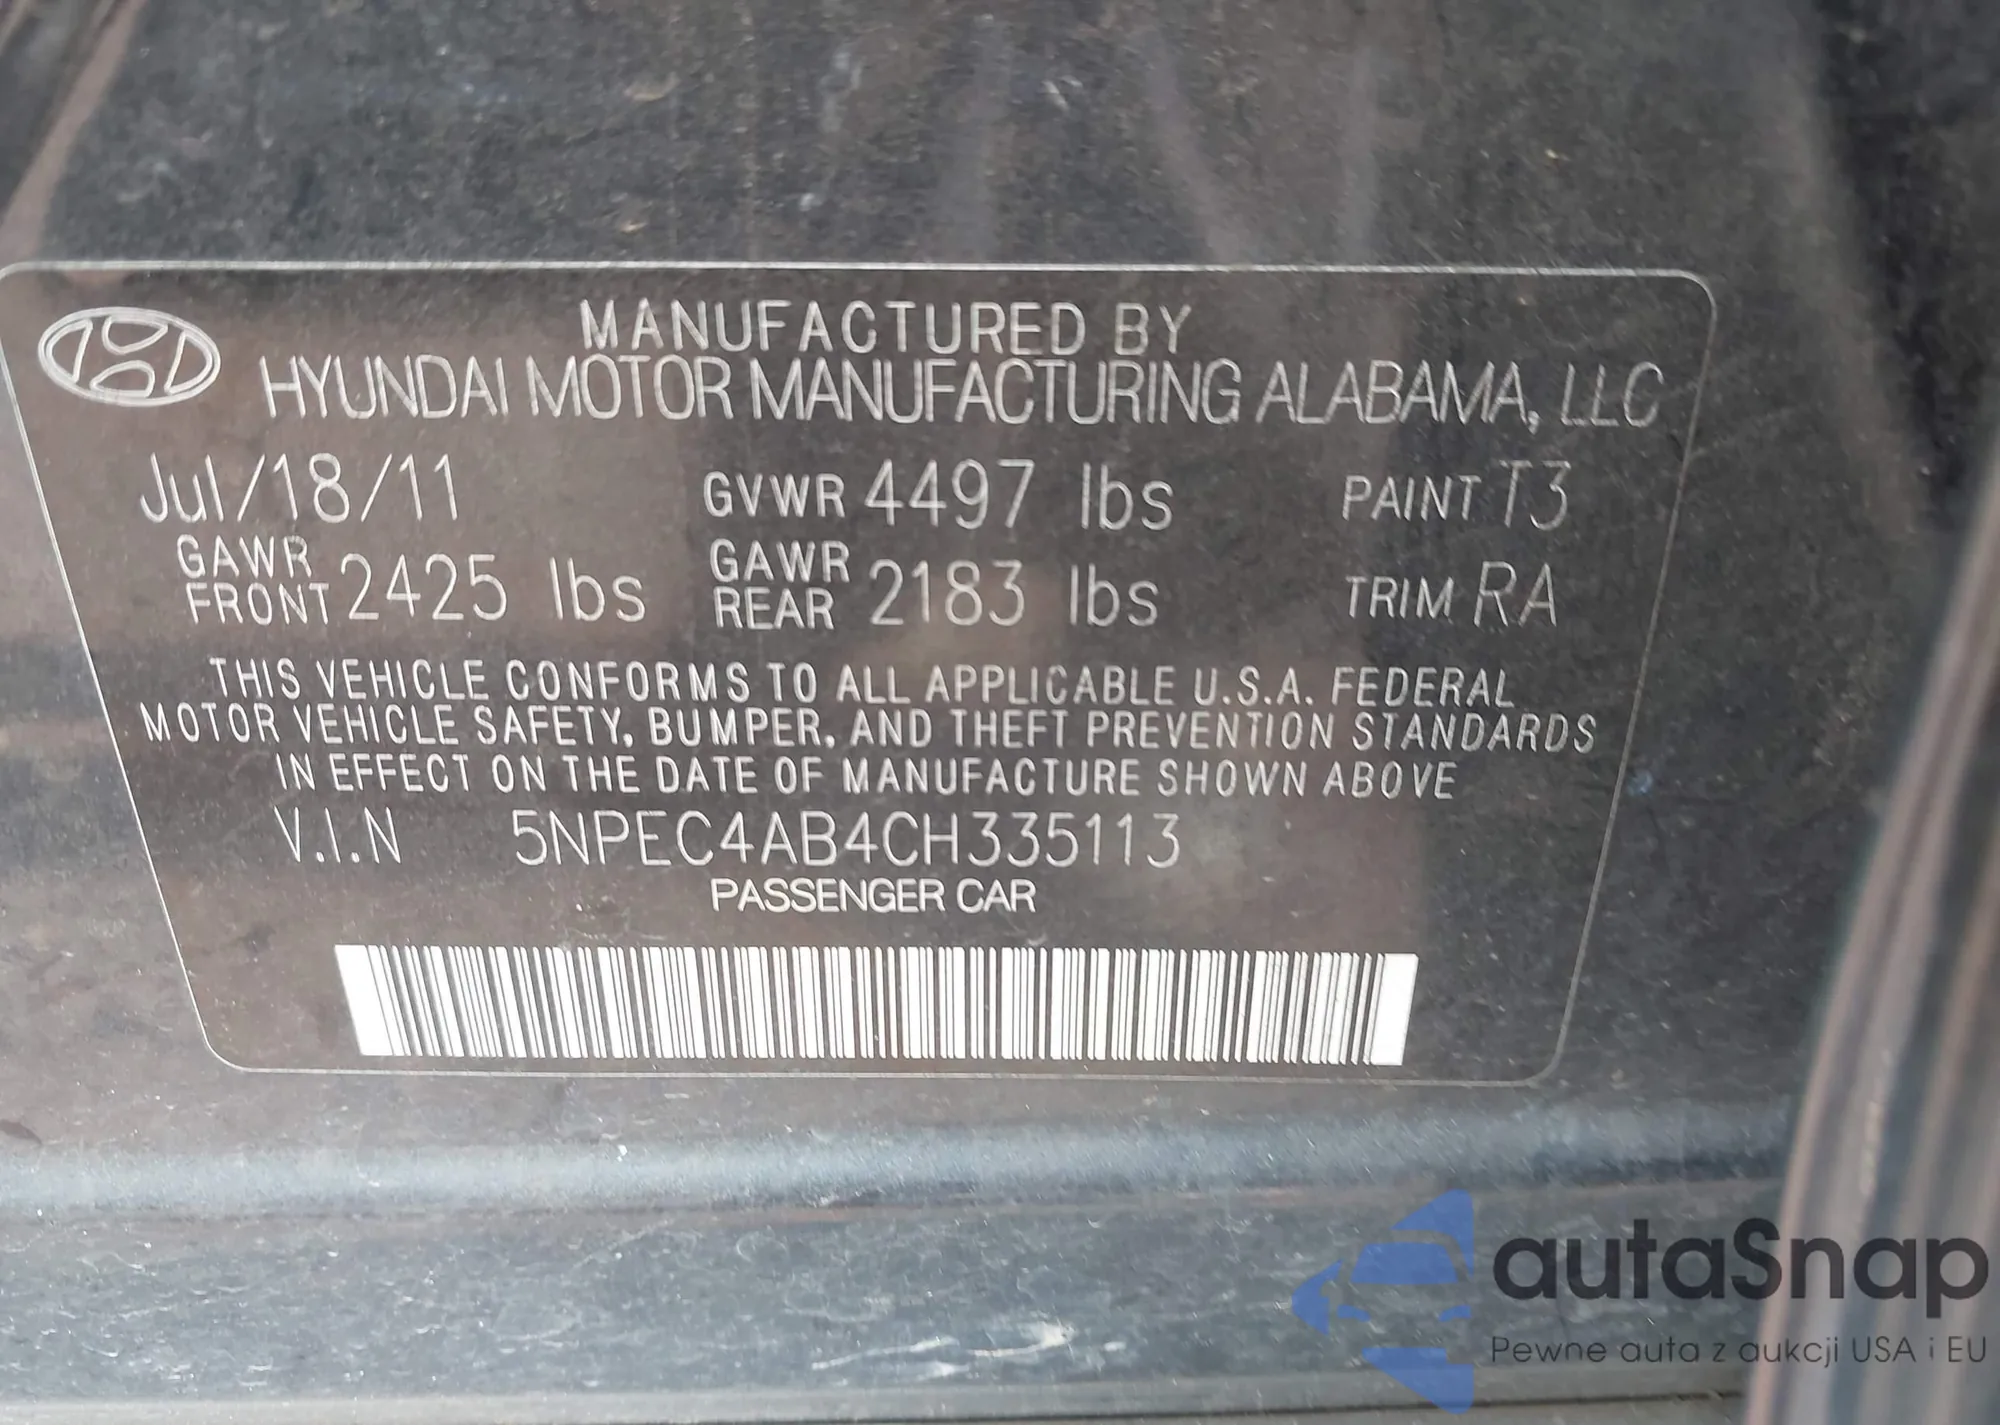 MANUFACTURED BY
HYUNDAI MOTOR MANUFACTURING ALABAMA, LLC
Jul/18/11 GVWR 4497 lbs PAINT T3
GAWR FRONT 2425 lbs GAWR REAR 2183 lbs TRIM RA
THIS VEHICLE CONFORMS TO ALL APPLICABLE U.S.A. FEDERAL
MOTOR VEHICLE SAFETY, BUMPER, AND THEFT PREVENTION STANDARDS
IN EFFECT ON THE DATE OF MANUFACTURE SHOWN ABOVE
V.I.N 5NPEC4AB4CH335113
PASSENGER CAR
autaSnap
Pewne auta z aukcji USA i EU